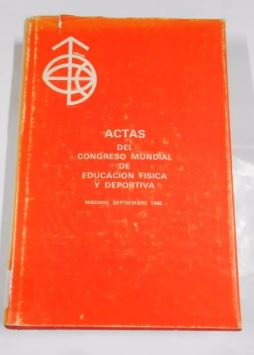 ACTAS
DEL
CONGRESO MUNDIAL
DE
EDUCACION FISICA
Y DEPORTIVA
MADRID, SEPTIEMBRE